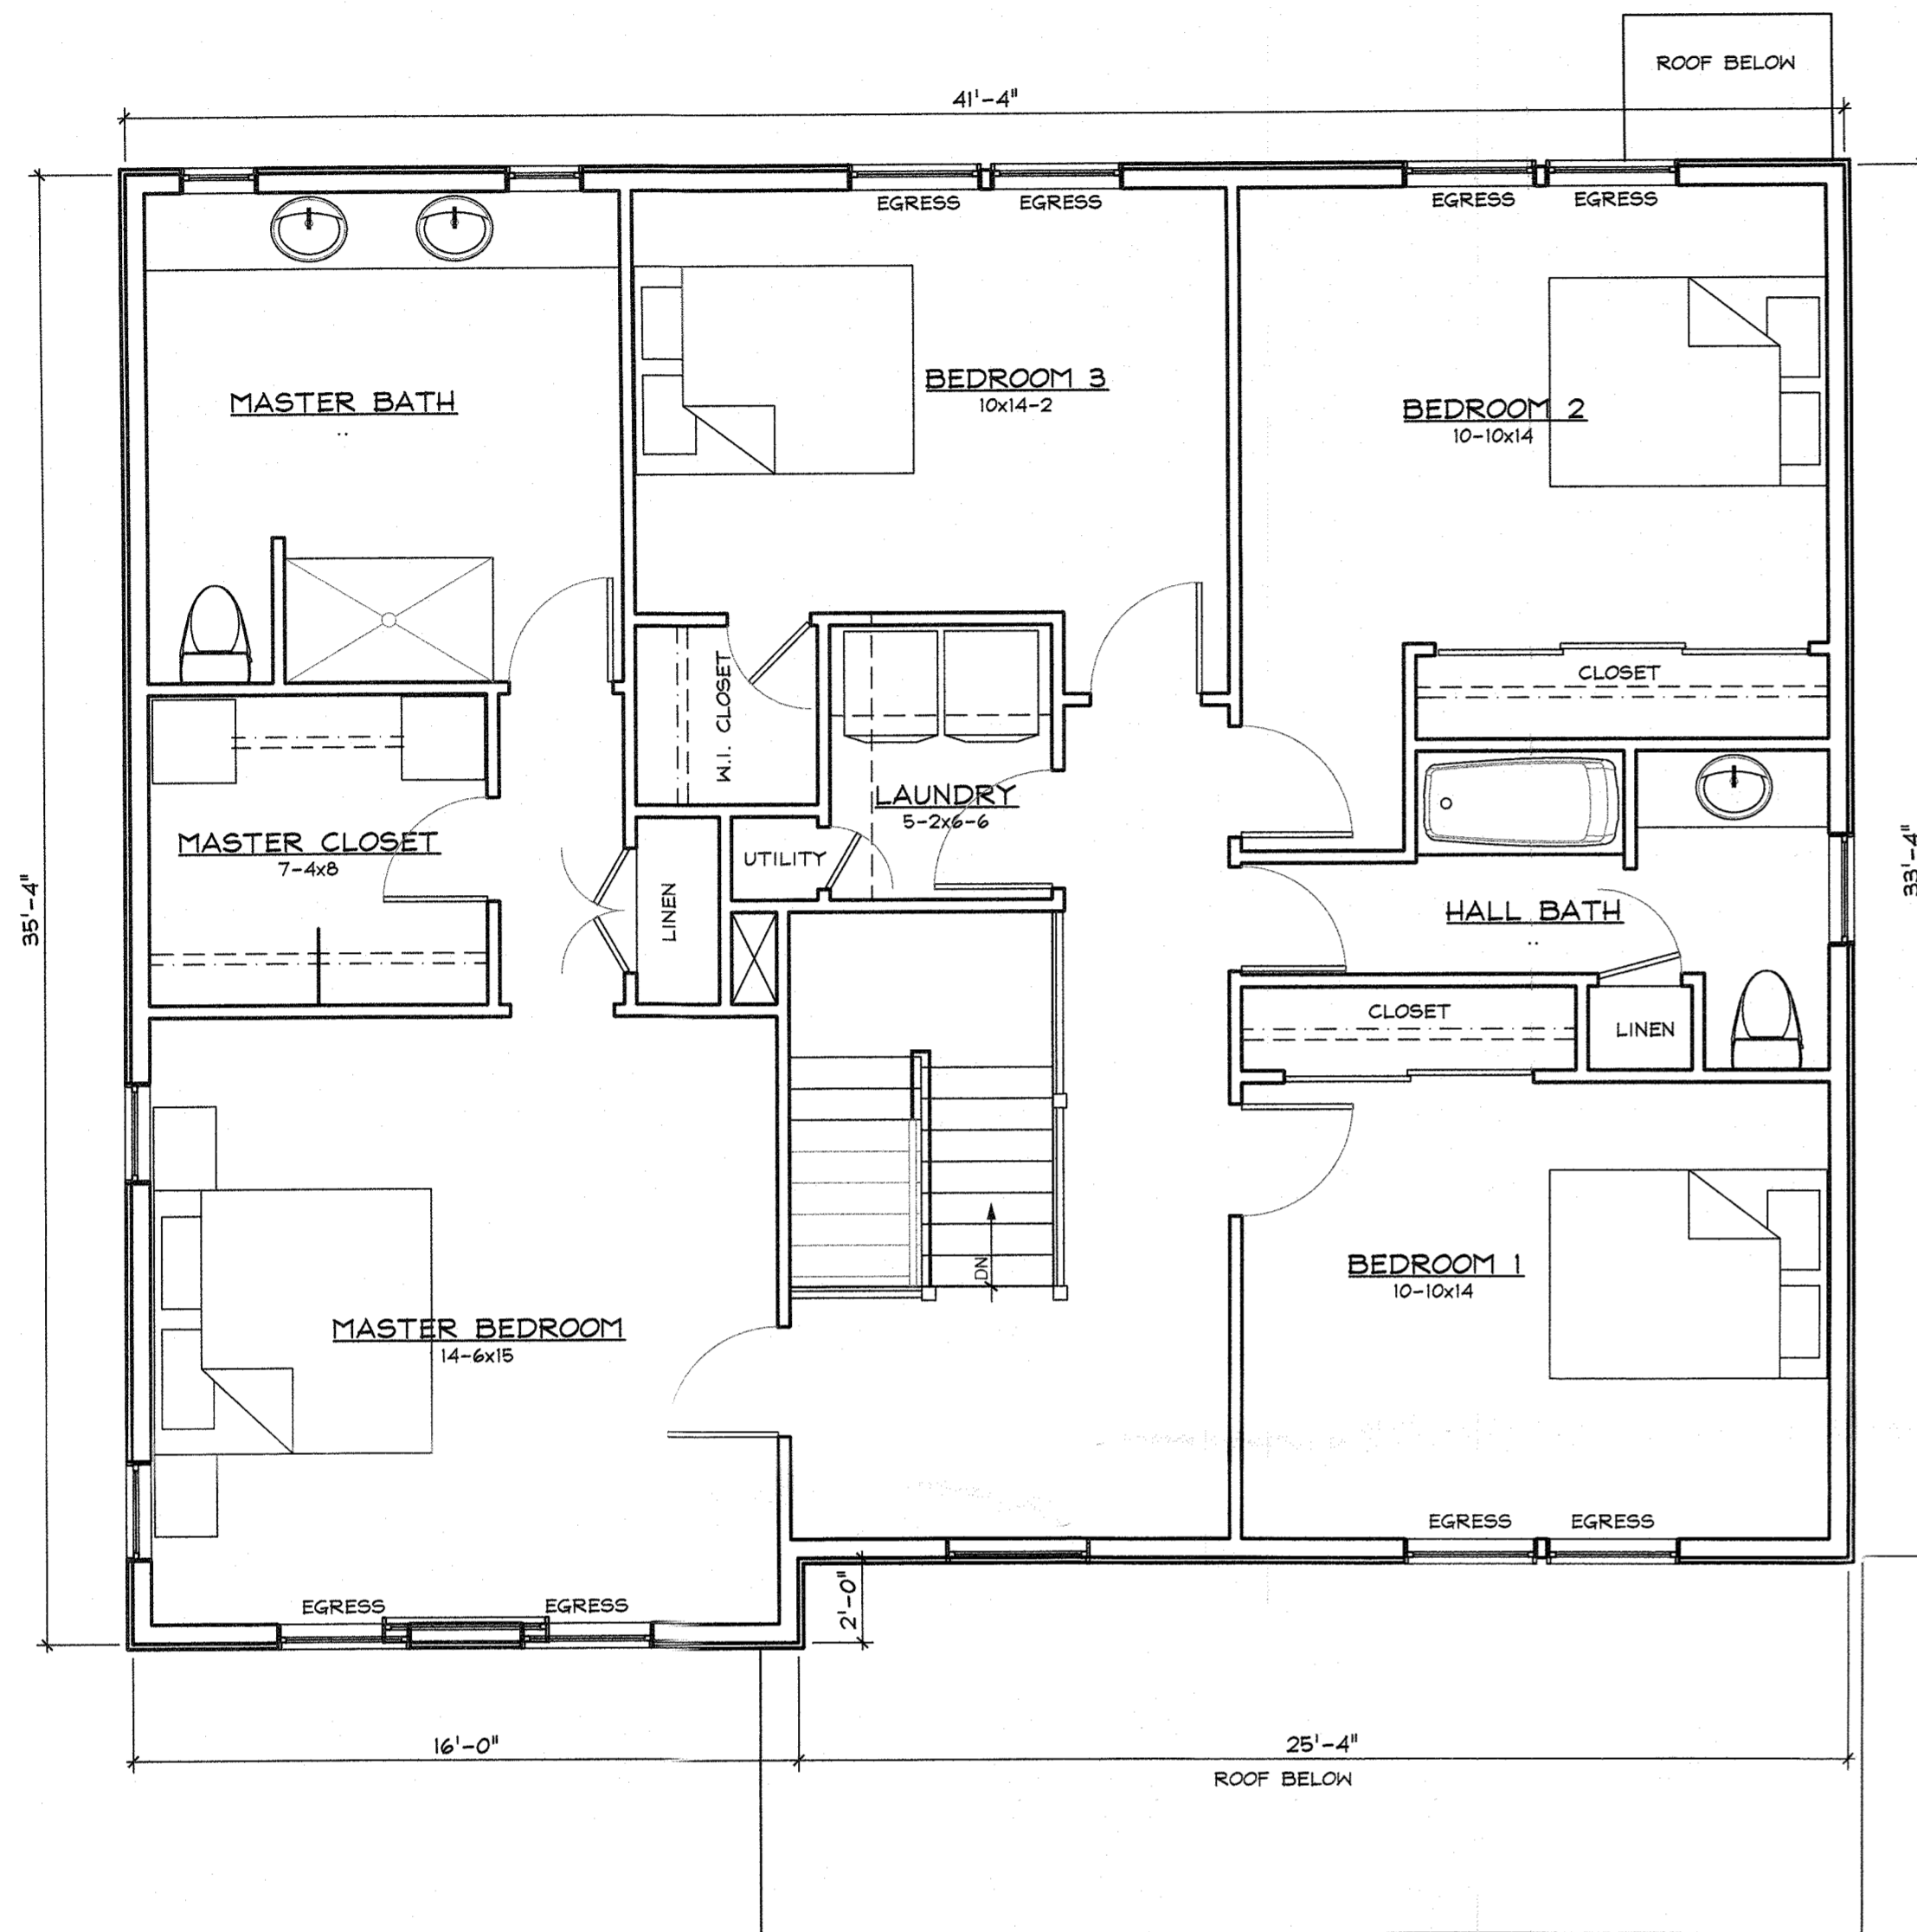 ROOF BELOW
41'-4"
EGRESS EGRESS
EGRESS EGRESS
MASTER BATH
BEDROOM 3
10x14-2
BEDROOM 2
10-10x14
W.I. CLOSET
CLOSET
LAUNDRY
5-2x6-6
MASTER CLOSET
7-4x8
UTILITY
LINEN
HALL BATH
35'-4"
33'-4"
CLOSET
LINEN
DN
BEDROOM 1
10-10x14
MASTER BEDROOM
14-6x15
EGRESS EGRESS
EGRESS EGRESS
2'-0"
16'-0"
25'-4"
ROOF BELOW